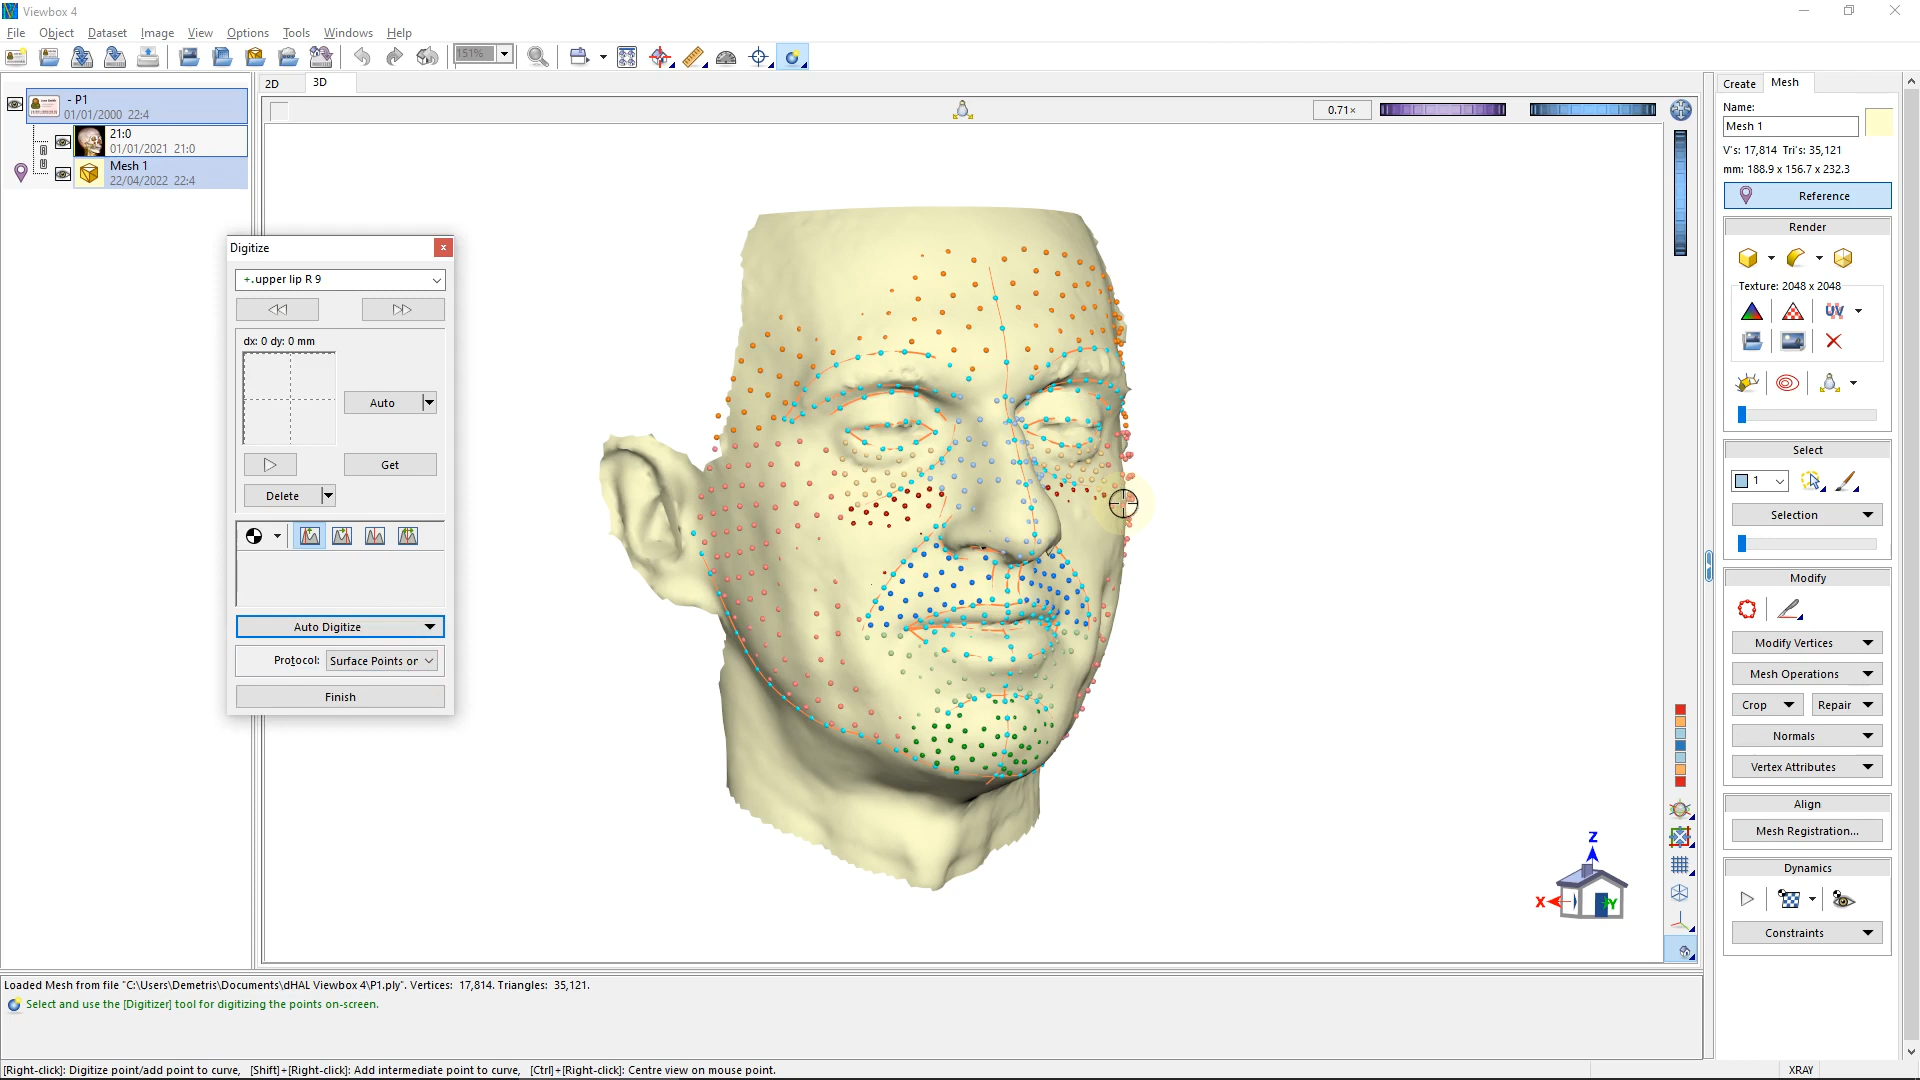 Viewbox 4
File Object Dataset Image View Options Tools Windows Help
151%
2D 3D
- P1
01/01/2000 22:4
21:0
01/01/2021 21:0
Mesh 1
22/04/2022 22:4
0.71×
Digitize
+.upper lip R 9
dx: 0 dy: 0 mm
Auto
Get
Delete
Auto Digitize
Protocol: Surface Points or
Finish
Z
X
Y
Create Mesh
Name:
Mesh 1
V's: 17,814 Tri's: 35,121
mm: 188.9 x 156.7 x 232.3
Reference
Render
Texture: 2048 x 2048
UV
Select
1
Selection
Modify
Modify Vertices
Mesh Operations
Crop Repair
Normals
Vertex Attributes
Align
Mesh Registration...
Dynamics
Constraints
Loaded Mesh from file "C:\Users\Demetris\Documents\dHAL Viewbox 4\P1.ply". Vertices: 17,814. Triangles: 35,121.
Select and use the [Digitizer] tool for digitizing the points on-screen.
[Right-click]: Digitize point/add point to curve, [Shift]+[Right-click]: Add intermediate point to curve, [Ctrl]+[Right-click]: Centre view on mouse point.
XRAY